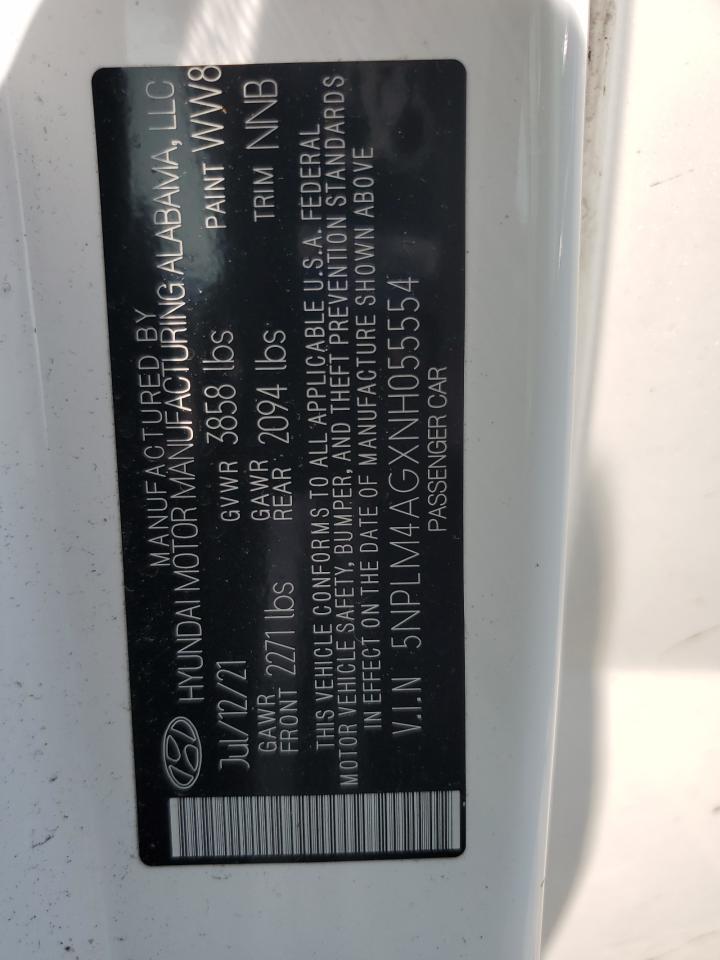 MANUFACTURED BY
HYUNDAI MOTOR MANUFACTURING ALABAMA, LLC
Jul/12/21 GVWR 3858 lbs PAINT WW8
GAWR FRONT 2271 lbs GAWR REAR 2094 lbs TRIM NNB
THIS VEHICLE CONFORMS TO ALL APPLICABLE U.S.A. FEDERAL
MOTOR VEHICLE SAFETY, BUMPER, AND THEFT PREVENTION STANDARDS
IN EFFECT ON THE DATE OF MANUFACTURE SHOWN ABOVE
V.I.N 5NPLM4AGXNH055554
PASSENGER CAR